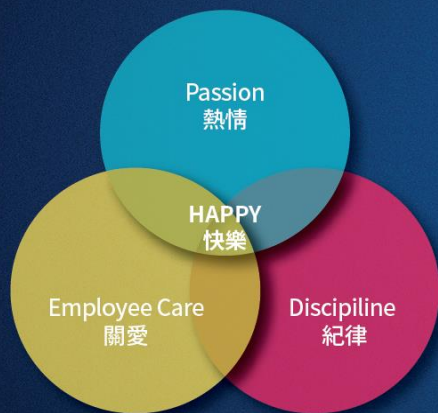 Passion
熱情
HAPPY
快樂
Employee Care
關愛
Discipiline
紀律